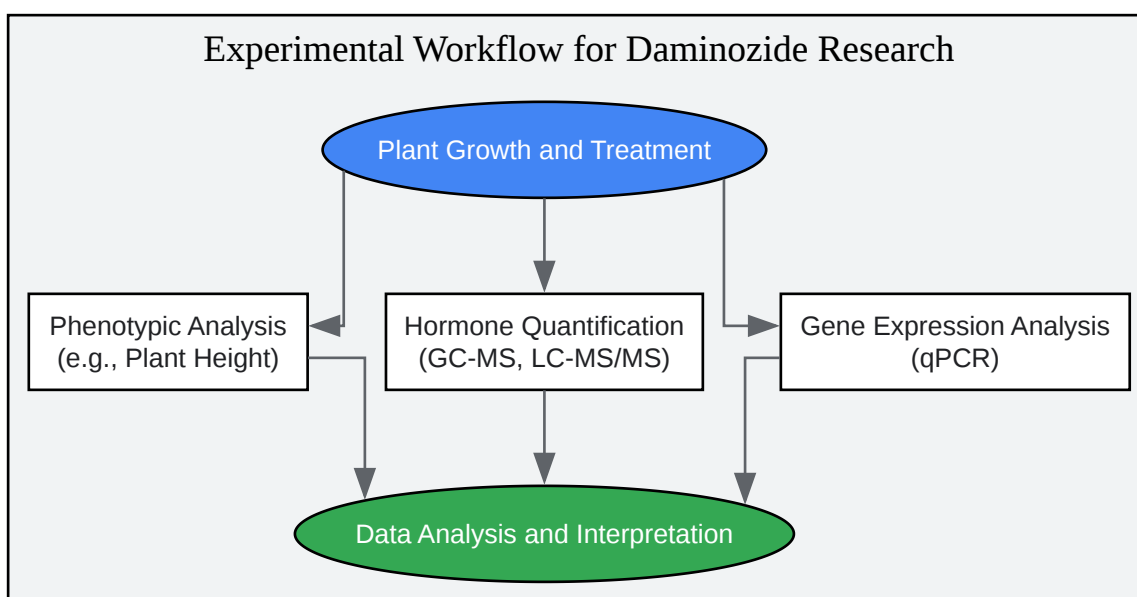 Experimental Workflow for Daminozide Research
Plant Growth and Treatment
Phenotypic Analysis
(e.g., Plant Height)
Hormone Quantification
(GC-MS, LC-MS/MS)
Gene Expression Analysis
(qPCR)
Data Analysis and Interpretation